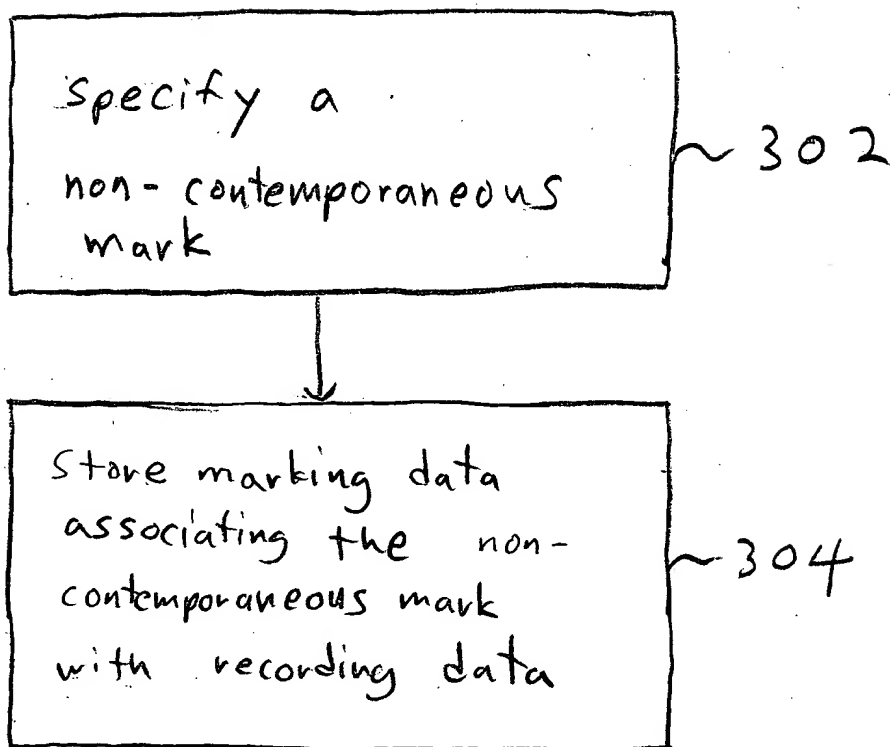 Specify a
non-contemporaneous
mark
~302
Store marking data
associating the non-
contemporaneous mark
with recording data
~304